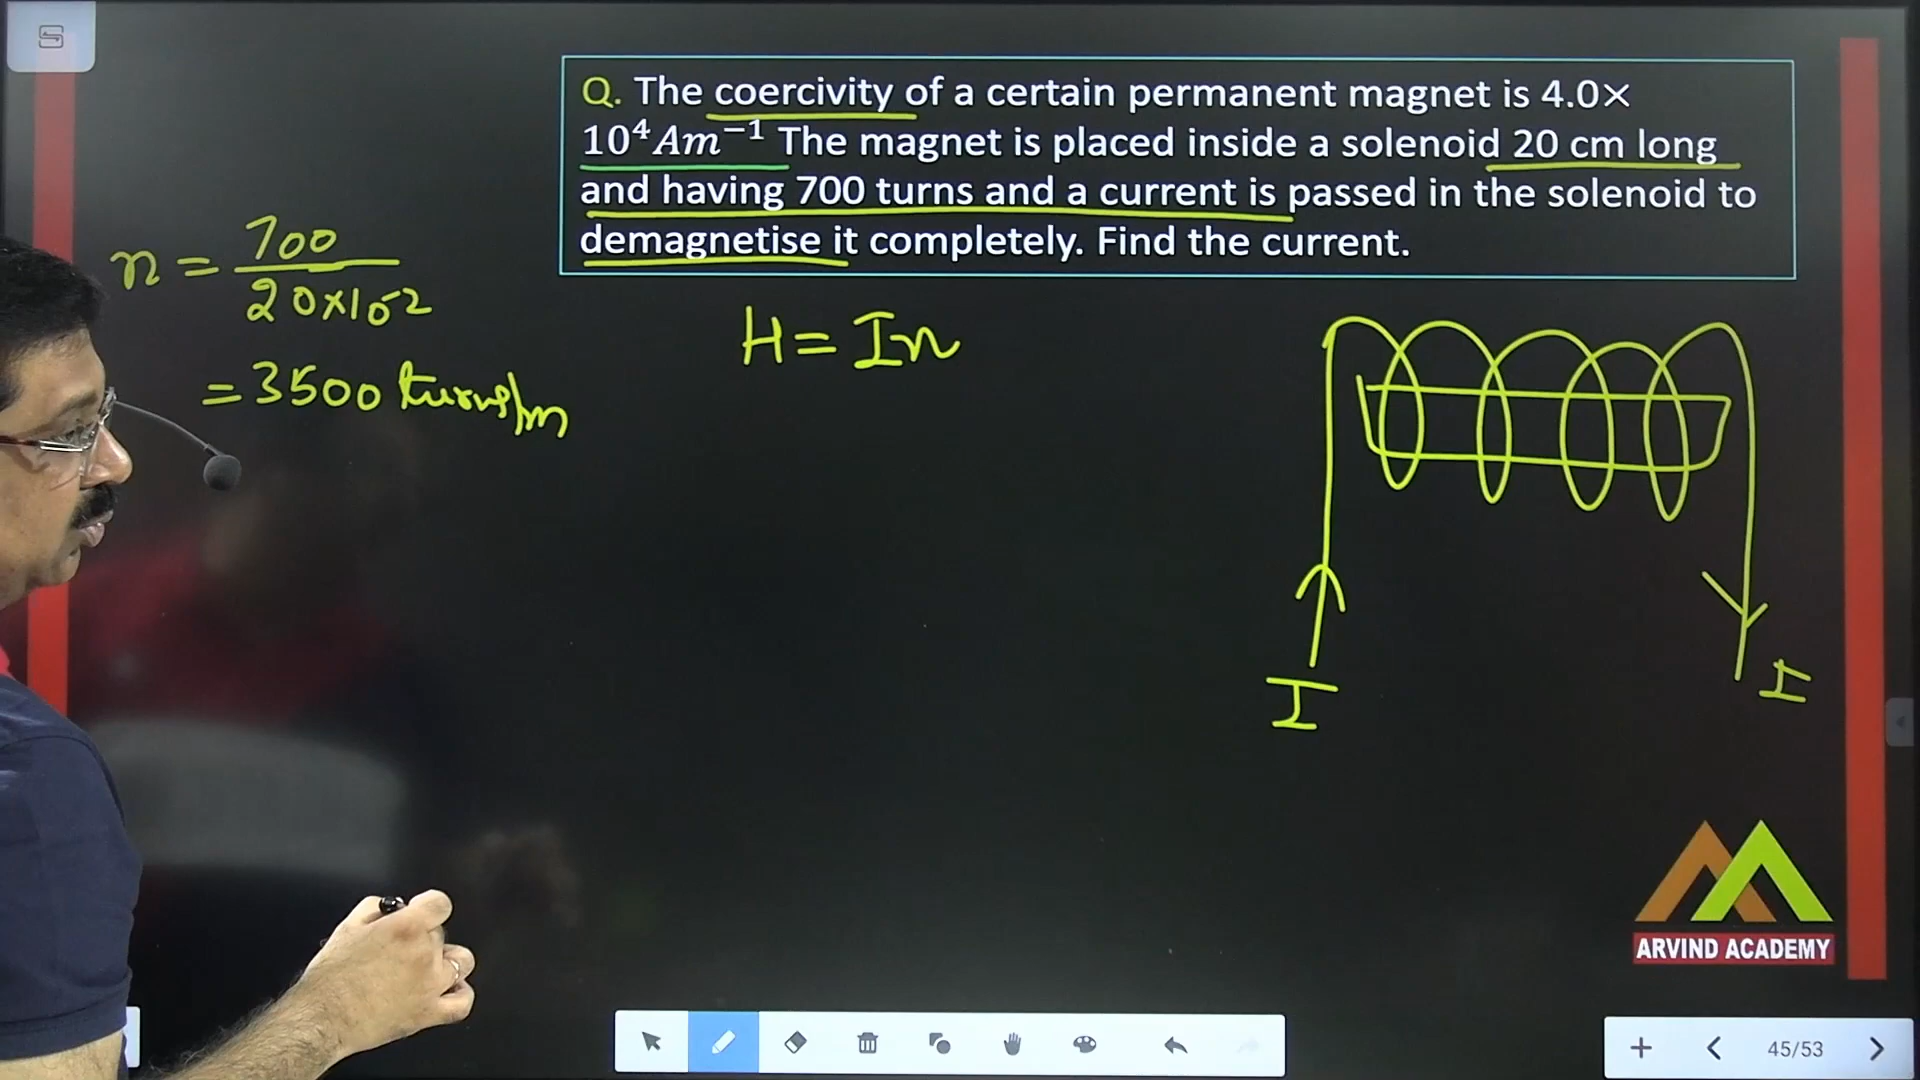 Q. The coercivity of a certain permanent magnet is 4.0×
10⁴Am⁻¹ The magnet is placed inside a solenoid 20 cm long
and having 700 turns and a current is passed in the solenoid to
demagnetise it completely. Find the current.
n = 700
20×10⁻²
= 3500 turns/m
H = In
I
I
ARVIND ACADEMY
45/53